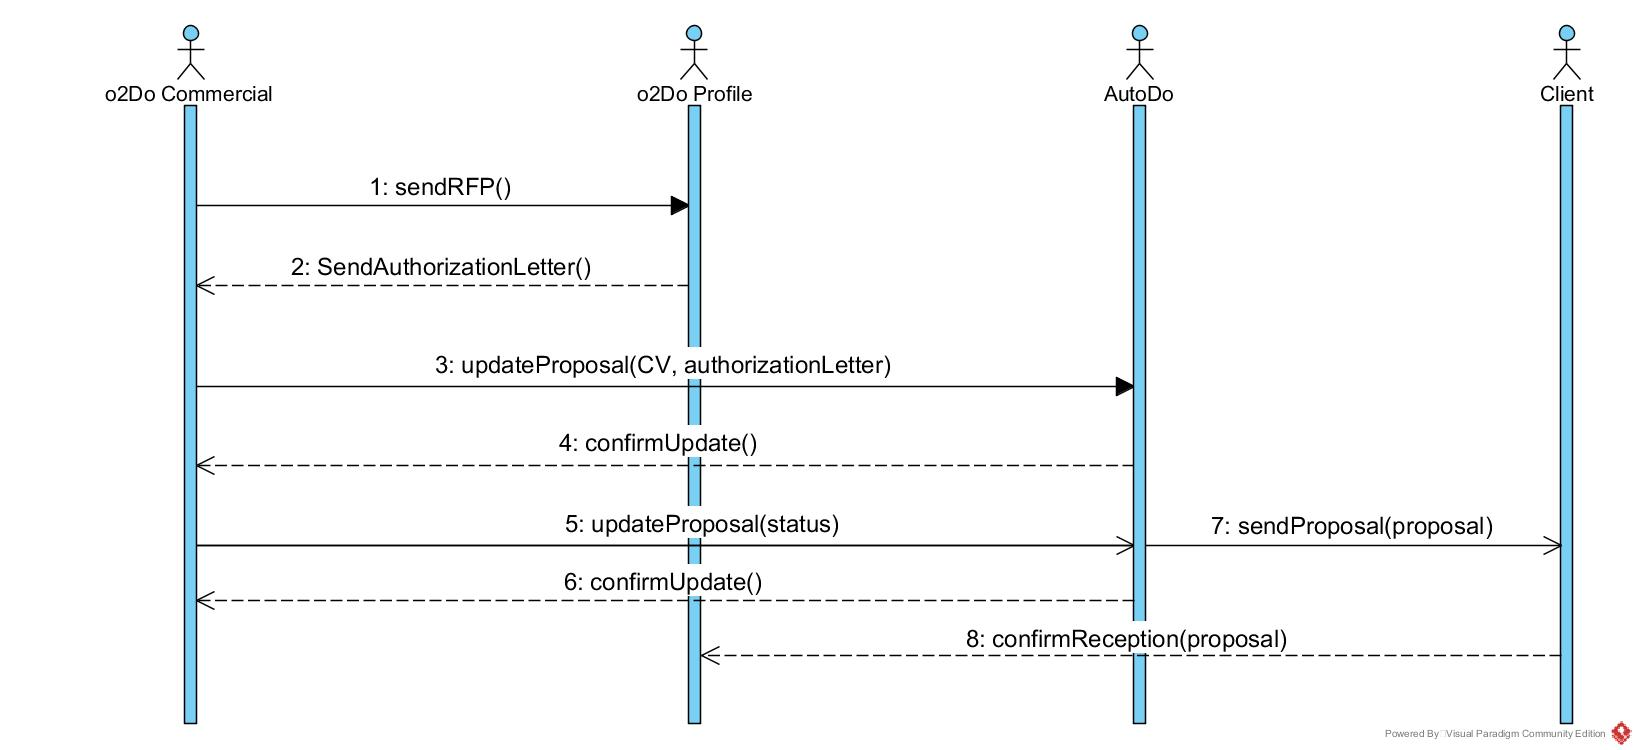 o2Do Commercial
o2Do Profile
AutoDo
Client
1: sendRFP()
2: SendAuthorizationLetter()
3: updateProposal(CV, authorizationLetter)
4: confirmUpdate()
5: updateProposal(status)
7: sendProposal(proposal)
6: confirmUpdate()
8: confirmReception(proposal)
Powered By Visual Paradigm Community Edition